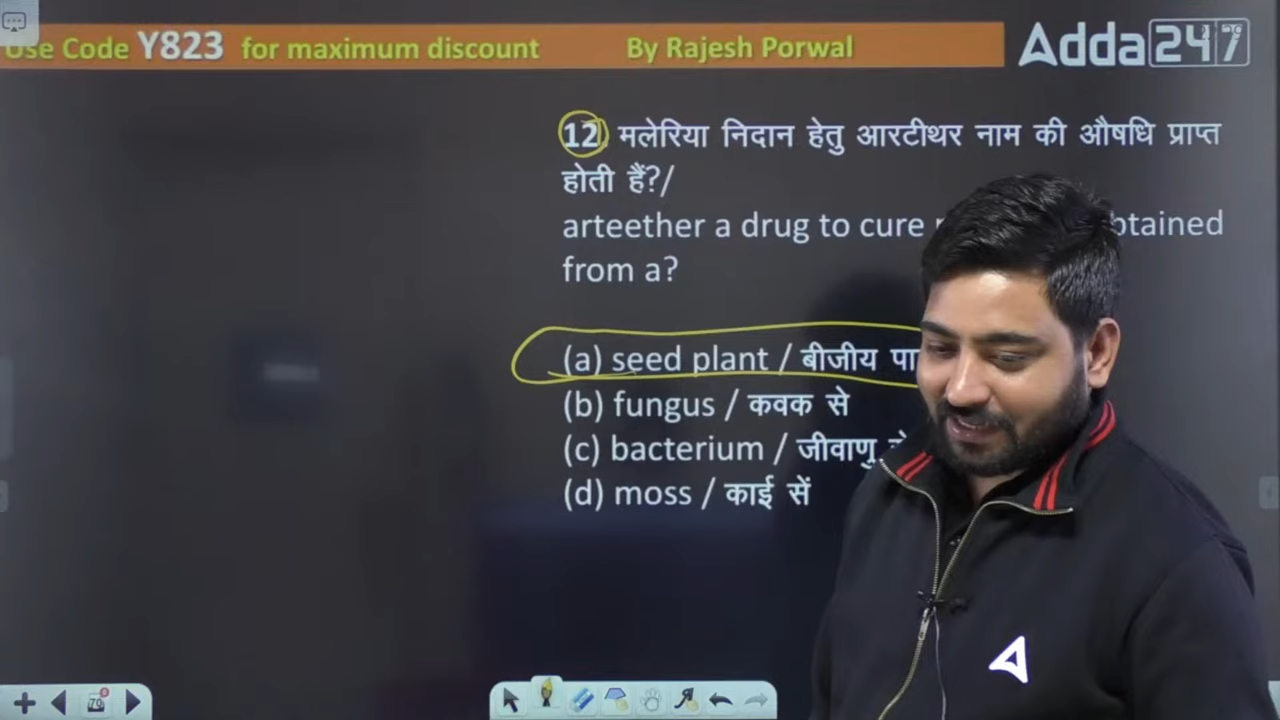 Use Code Y823 for maximum discount By Rajesh Porwal Adda247
12. मलेरिया निदान हेतु आरटीथर नाम की औषधि प्राप्त
होती हैं?/
arteether a drug to cure
from a?
(a) seed plant / बीजीय
(b) fungus / कवक से
(c) bacterium / जीवाणु
(d) moss / काई सें